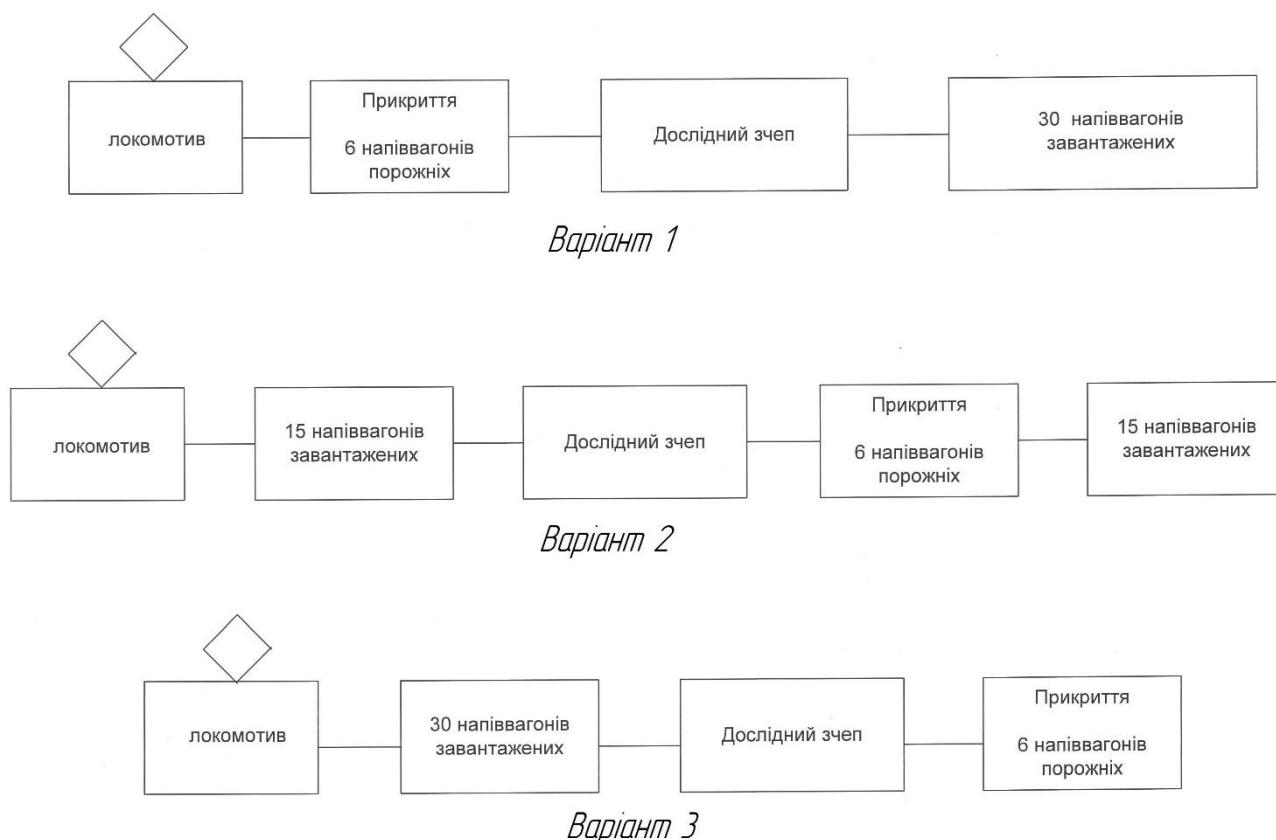 локомотив
Прикриття
6 напіввагонів
порожніх
Дослідний зчеп
30 напіввагонів
завантажених
Варіант 1
локомотив
15 напіввагонів
завантажених
Дослідний зчеп
Прикриття
6 напіввагонів
порожніх
15 напіввагонів
завантажених
Варіант 2
локомотив
30 напіввагонів
завантажених
Дослідний зчеп
Прикриття
6 напіввагонів
порожніх
Варіант 3